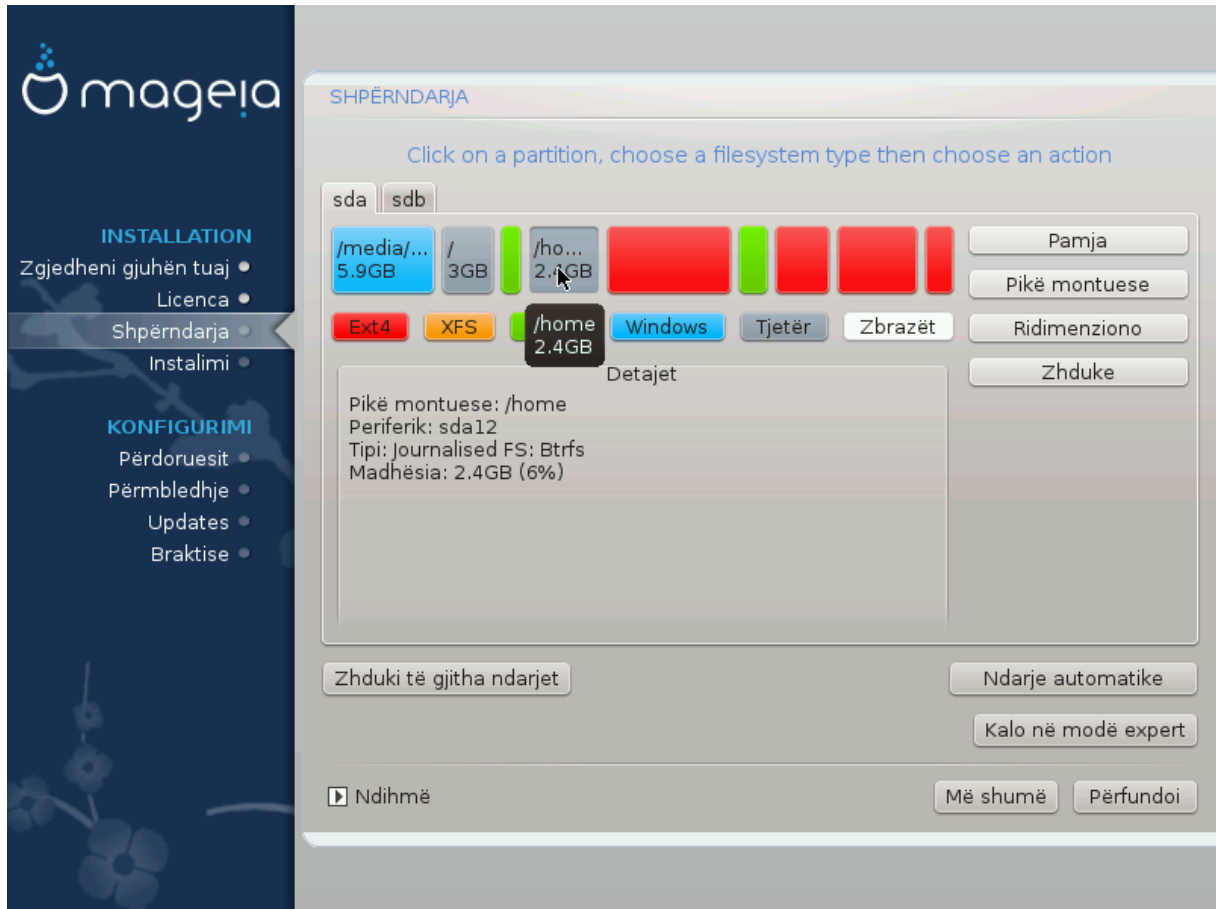 mageia
INSTALLATION
Zgjedheni gjuhën tuaj
Licenca
Shpërndarja
Instalimi
KONFIGURIMI
Përdoruesit
Përmbledhje
Updates
Braktise
SHPËRNDARJA
Click on a partition, choose a filesystem type then choose an action
sda
sdb
/media/...
5.9GB
/
3GB
/ho...
2.4GB
Ext4
XFS
/home
2.4GB
Windows
Tjetër
Zbrazët
Detajet
Pikë montuese: /home
Periferik: sda12
Tipi: Journalised FS: Btrfs
Madhësia: 2.4GB (6%)
Pamja
Pikë montuese
Ridimenziono
Zhduke
Zhduki të gjitha ndarjet
Ndarje automatike
Kalo në modë expert
Ndihmë
Më shumë
Përfundoi